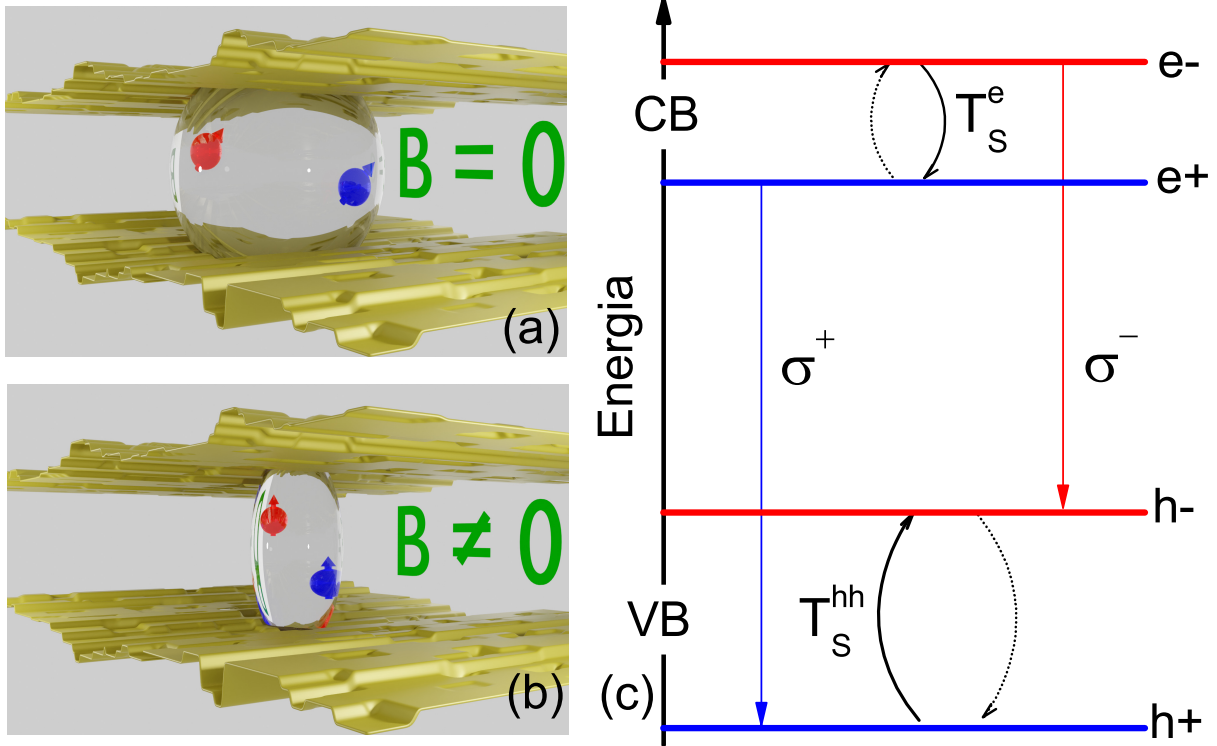 B = 0
(a)
B ≠ 0
(b)
Energia
CB
VB
(c)
e-
T_S^e
e+
σ⁺
σ⁻
h-
T_S^hh
h+